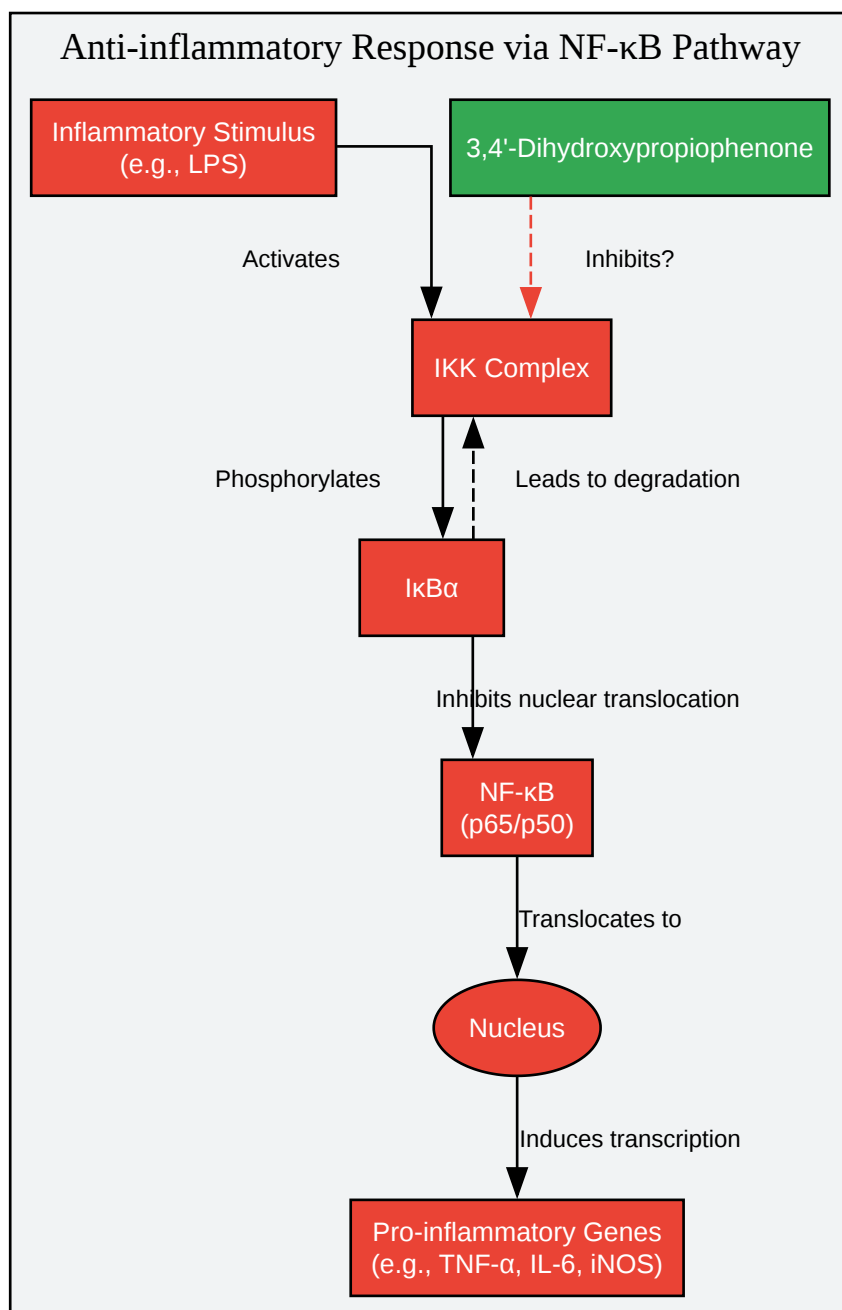 Anti-inflammatory Response via NF-κB Pathway
Inflammatory Stimulus
(e.g., LPS)
3,4'-Dihydroxypropiophenone
Activates
Inhibits?
IKK Complex
Phosphorylates
Leads to degradation
IκBα
Inhibits nuclear translocation
NF-κB
(p65/p50)
Translocates to
Nucleus
Induces transcription
Pro-inflammatory Genes
(e.g., TNF-α, IL-6, iNOS)